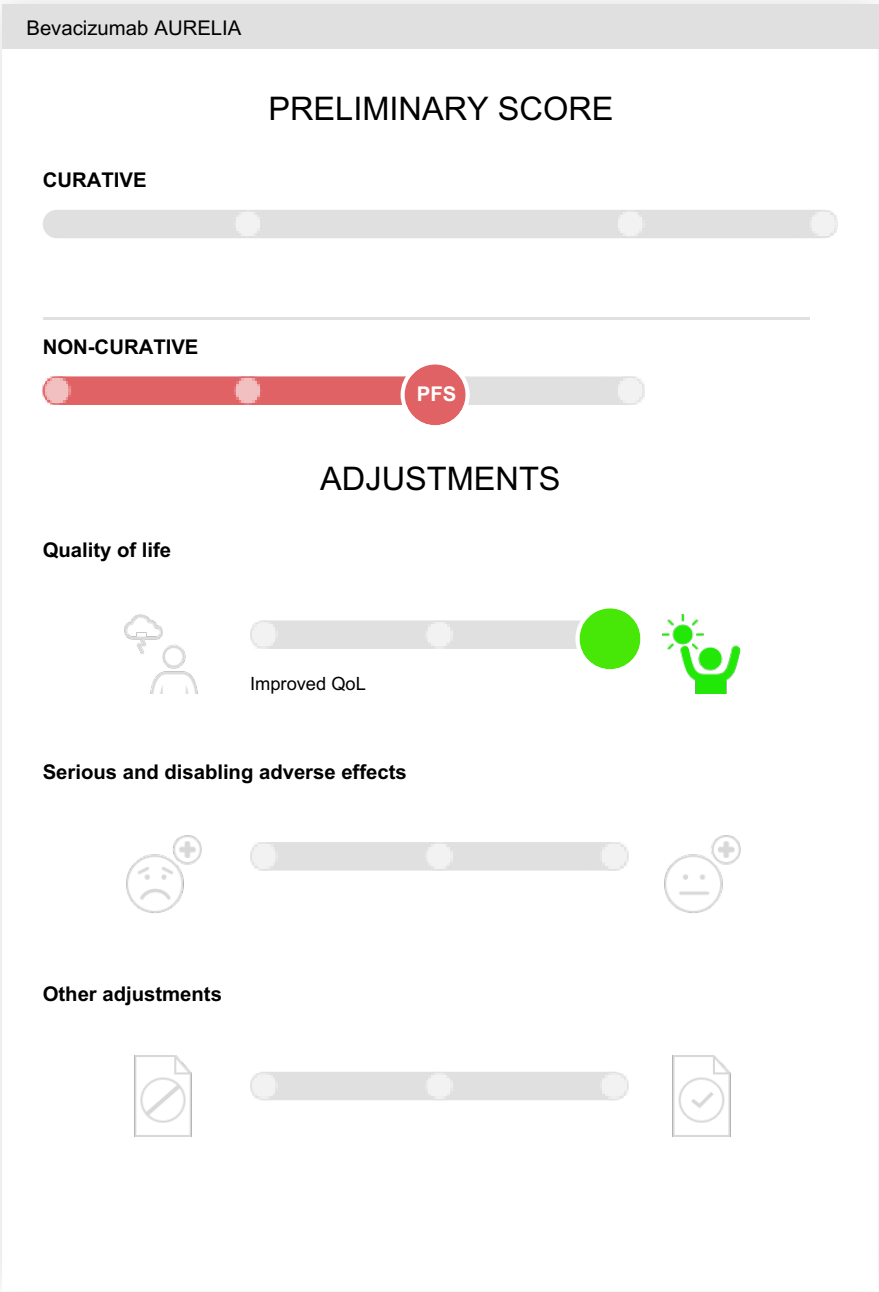 Bevacizumab AURELIA
PRELIMINARY SCORE
CURATIVE
NON-CURATIVE
PFS
ADJUSTMENTS
Quality of life
Improved QoL
Serious and disabling adverse effects
Other adjustments